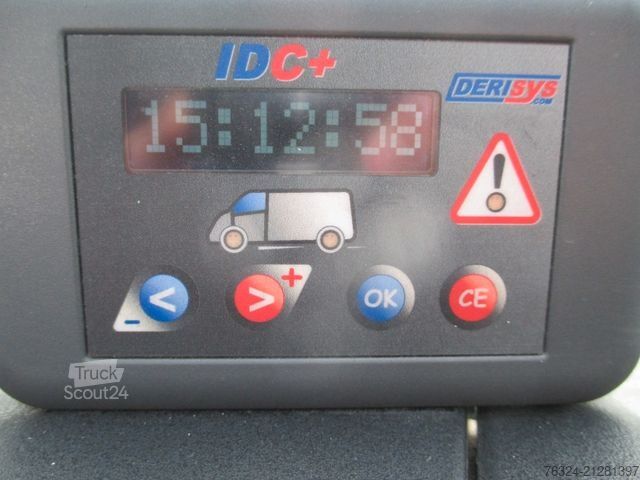 IDC+
DERISYS
.COM
15:12:58
!
- < > + OK CE
Truck
Scout24
76324-21281397